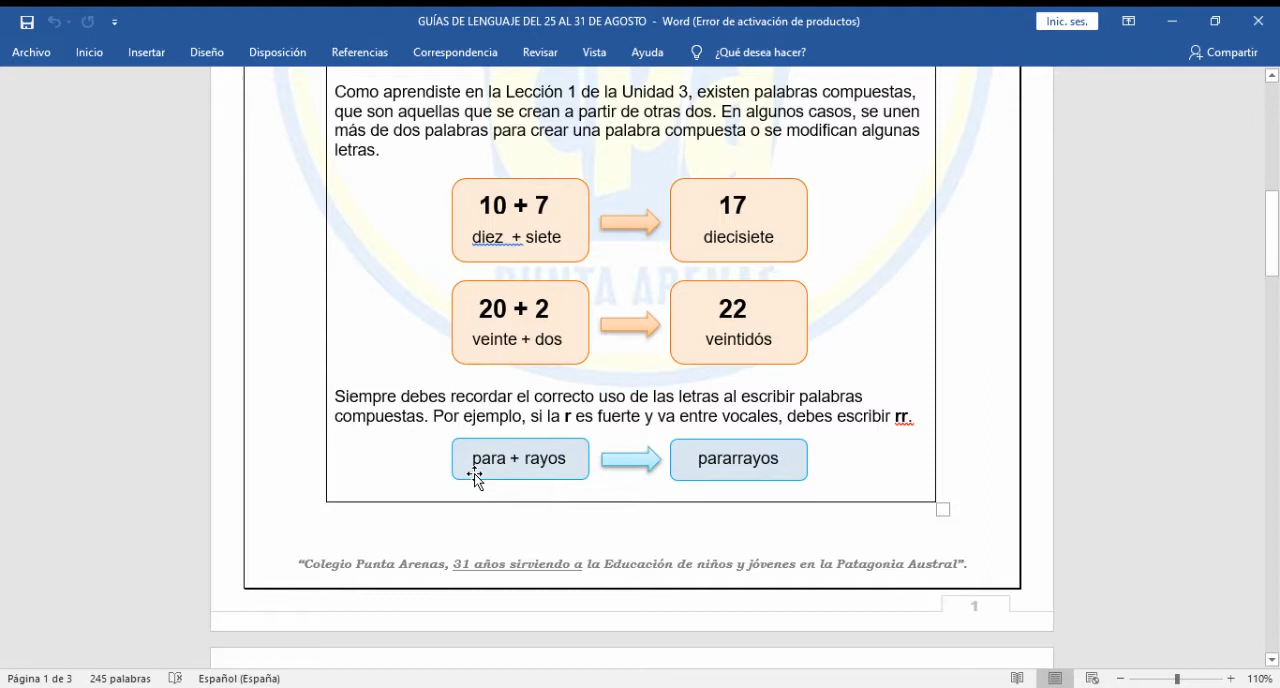 GUÍAS DE LENGUAJE DEL 25 AL 31 DE AGOSTO - Word (Error de activación de productos)
Inic. ses.
Archivo Inicio Insertar Diseño Disposición Referencias Correspondencia Revisar Vista Ayuda ¿Qué desea hacer? Compartir
Como aprendiste en la Lección 1 de la Unidad 3, existen palabras compuestas,
que son aquellas que se crean a partir de otras dos. En algunos casos, se unen
más de dos palabras para crear una palabra compuesta o se modifican algunas
letras.
10 + 7
diez + siete
17
diecisiete
cpa
PUNTA ARENAS
20 + 2
veinte + dos
22
veintidós
Siempre debes recordar el correcto uso de las letras al escribir palabras
compuestas. Por ejemplo, si la r es fuerte y va entre vocales, debes escribir rr.
para + rayos
pararrayos
“Colegio Punta Arenas, 31 años sirviendo a la Educación de niños y jóvenes en la Patagonia Austral”.
1
Página 1 de 3 245 palabras Español (España) 110%